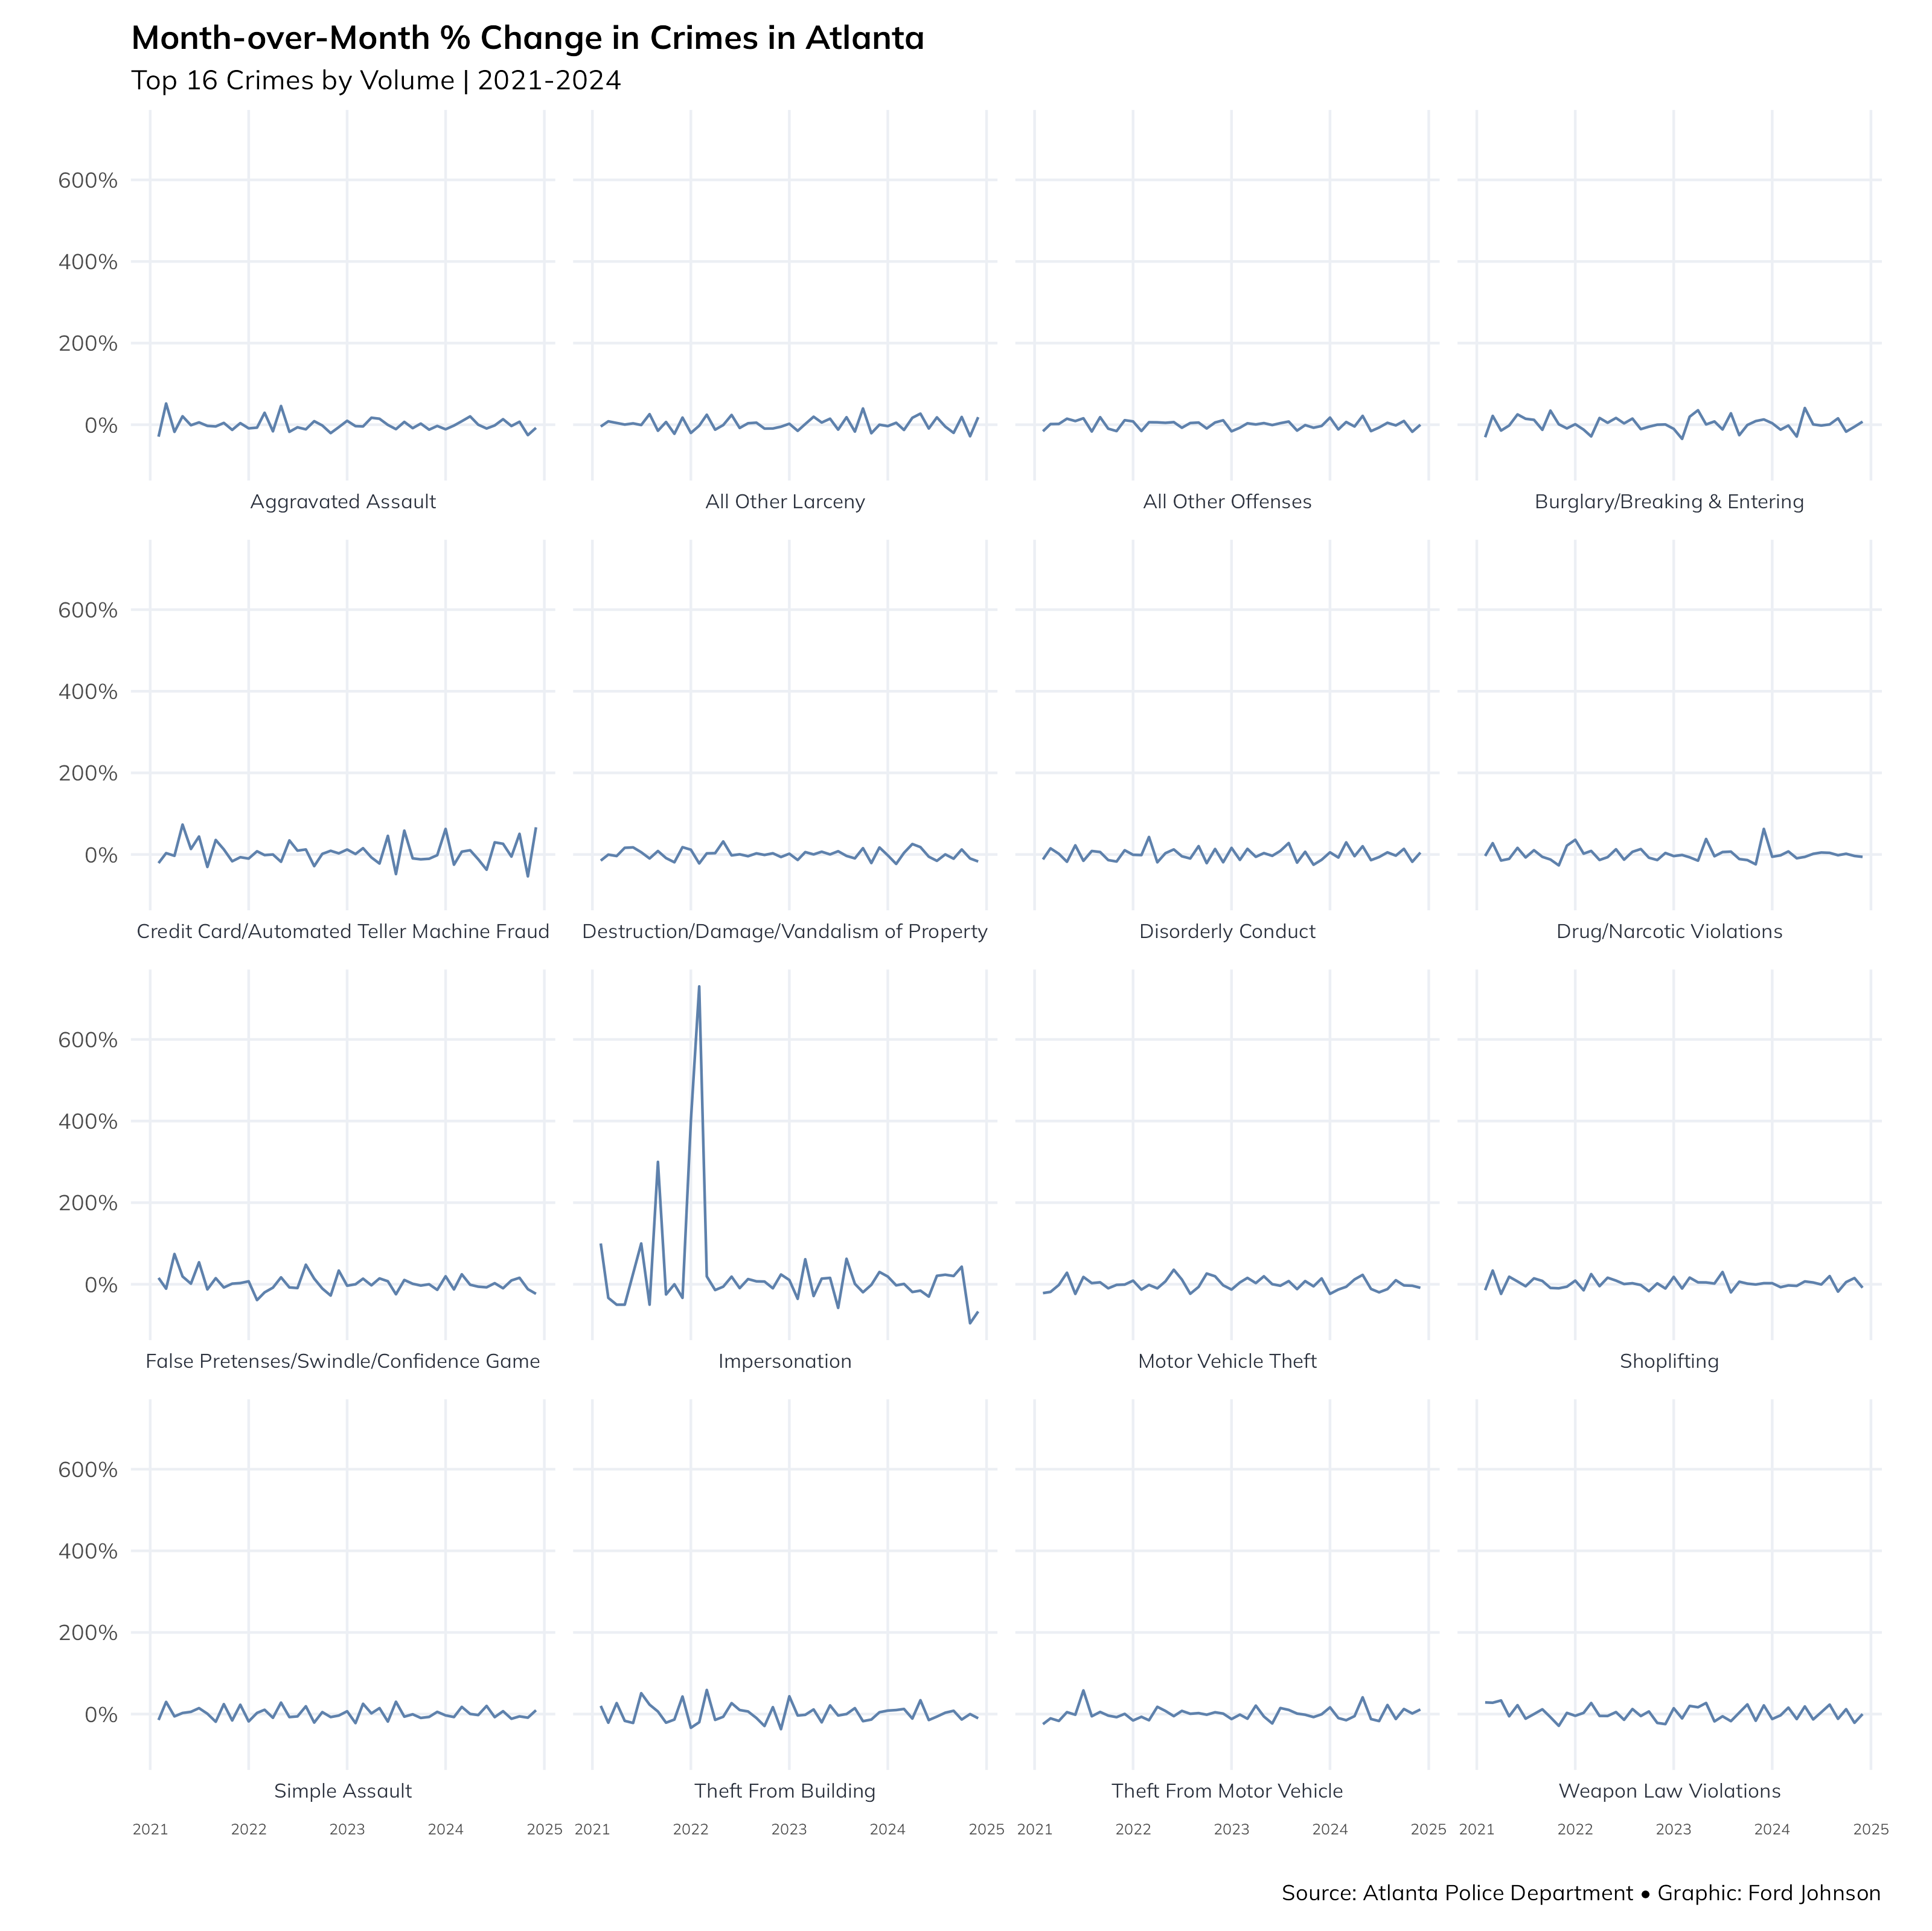 Month-over-Month % Change in Crimes in Atlanta
Top 16 Crimes by Volume | 2021-2024
600%
400%
200%
0%
Aggravated Assault
All Other Larceny
All Other Offenses
Burglary/Breaking & Entering
600%
400%
200%
0%
Credit Card/Automated Teller Machine Fraud
Destruction/Damage/Vandalism of Property
Disorderly Conduct
Drug/Narcotic Violations
600%
400%
200%
0%
False Pretenses/Swindle/Confidence Game
Impersonation
Motor Vehicle Theft
Shoplifting
600%
400%
200%
0%
Simple Assault
Theft From Building
Theft From Motor Vehicle
Weapon Law Violations
2021 2022 2023 2024 2025 2021 2022 2023 2024 2025 2021 2022 2023 2024 2025 2021 2022 2023 2024 2025
Source: Atlanta Police Department • Graphic: Ford Johnson